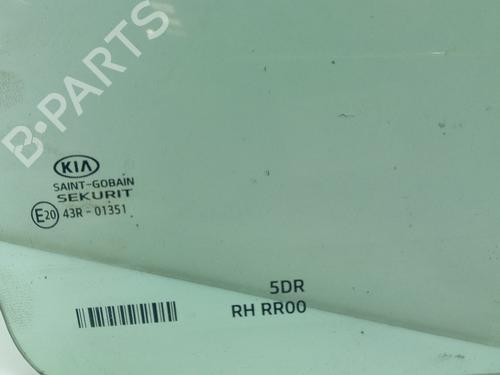 B-PARTS
KIA
SAINT-GOBAIN
SEKURIT
E20 43R-01351
5DR
RH RR00